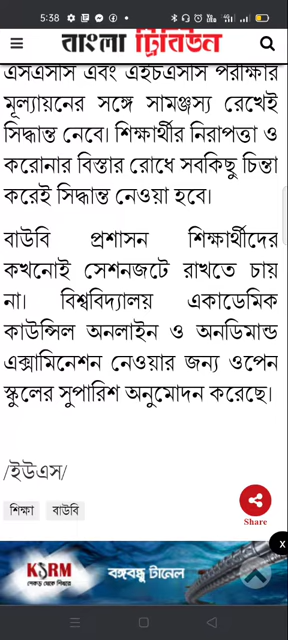 5:38
বাংলা ট্রিবিউন
এসএসসি এবং এইচএসসি পরীক্ষার
মূল্যায়নের সঙ্গে সামঞ্জস্য রেখেই
সিদ্ধান্ত নেবে। শিক্ষার্থীর নিরাপত্তা ও
করোনার বিস্তার রোধে সবকিছু চিন্তা
করেই সিদ্ধান্ত নেওয়া হবে।
বাউবি প্রশাসন শিক্ষার্থীদের
কখনোই সেশনজটে রাখতে চায়
না। বিশ্ববিদ্যালয় একাডেমিক
কাউন্সিল অনলাইন ও অনডিমান্ড
এক্সামিনেশন নেওয়ার জন্য ওপেন
স্কুলের সুপারিশ অনুমোদন করেছে।
/ইউএস/
শিক্ষা বাউবি
Share
x
KSRM
বঙ্গবন্ধু টানেল